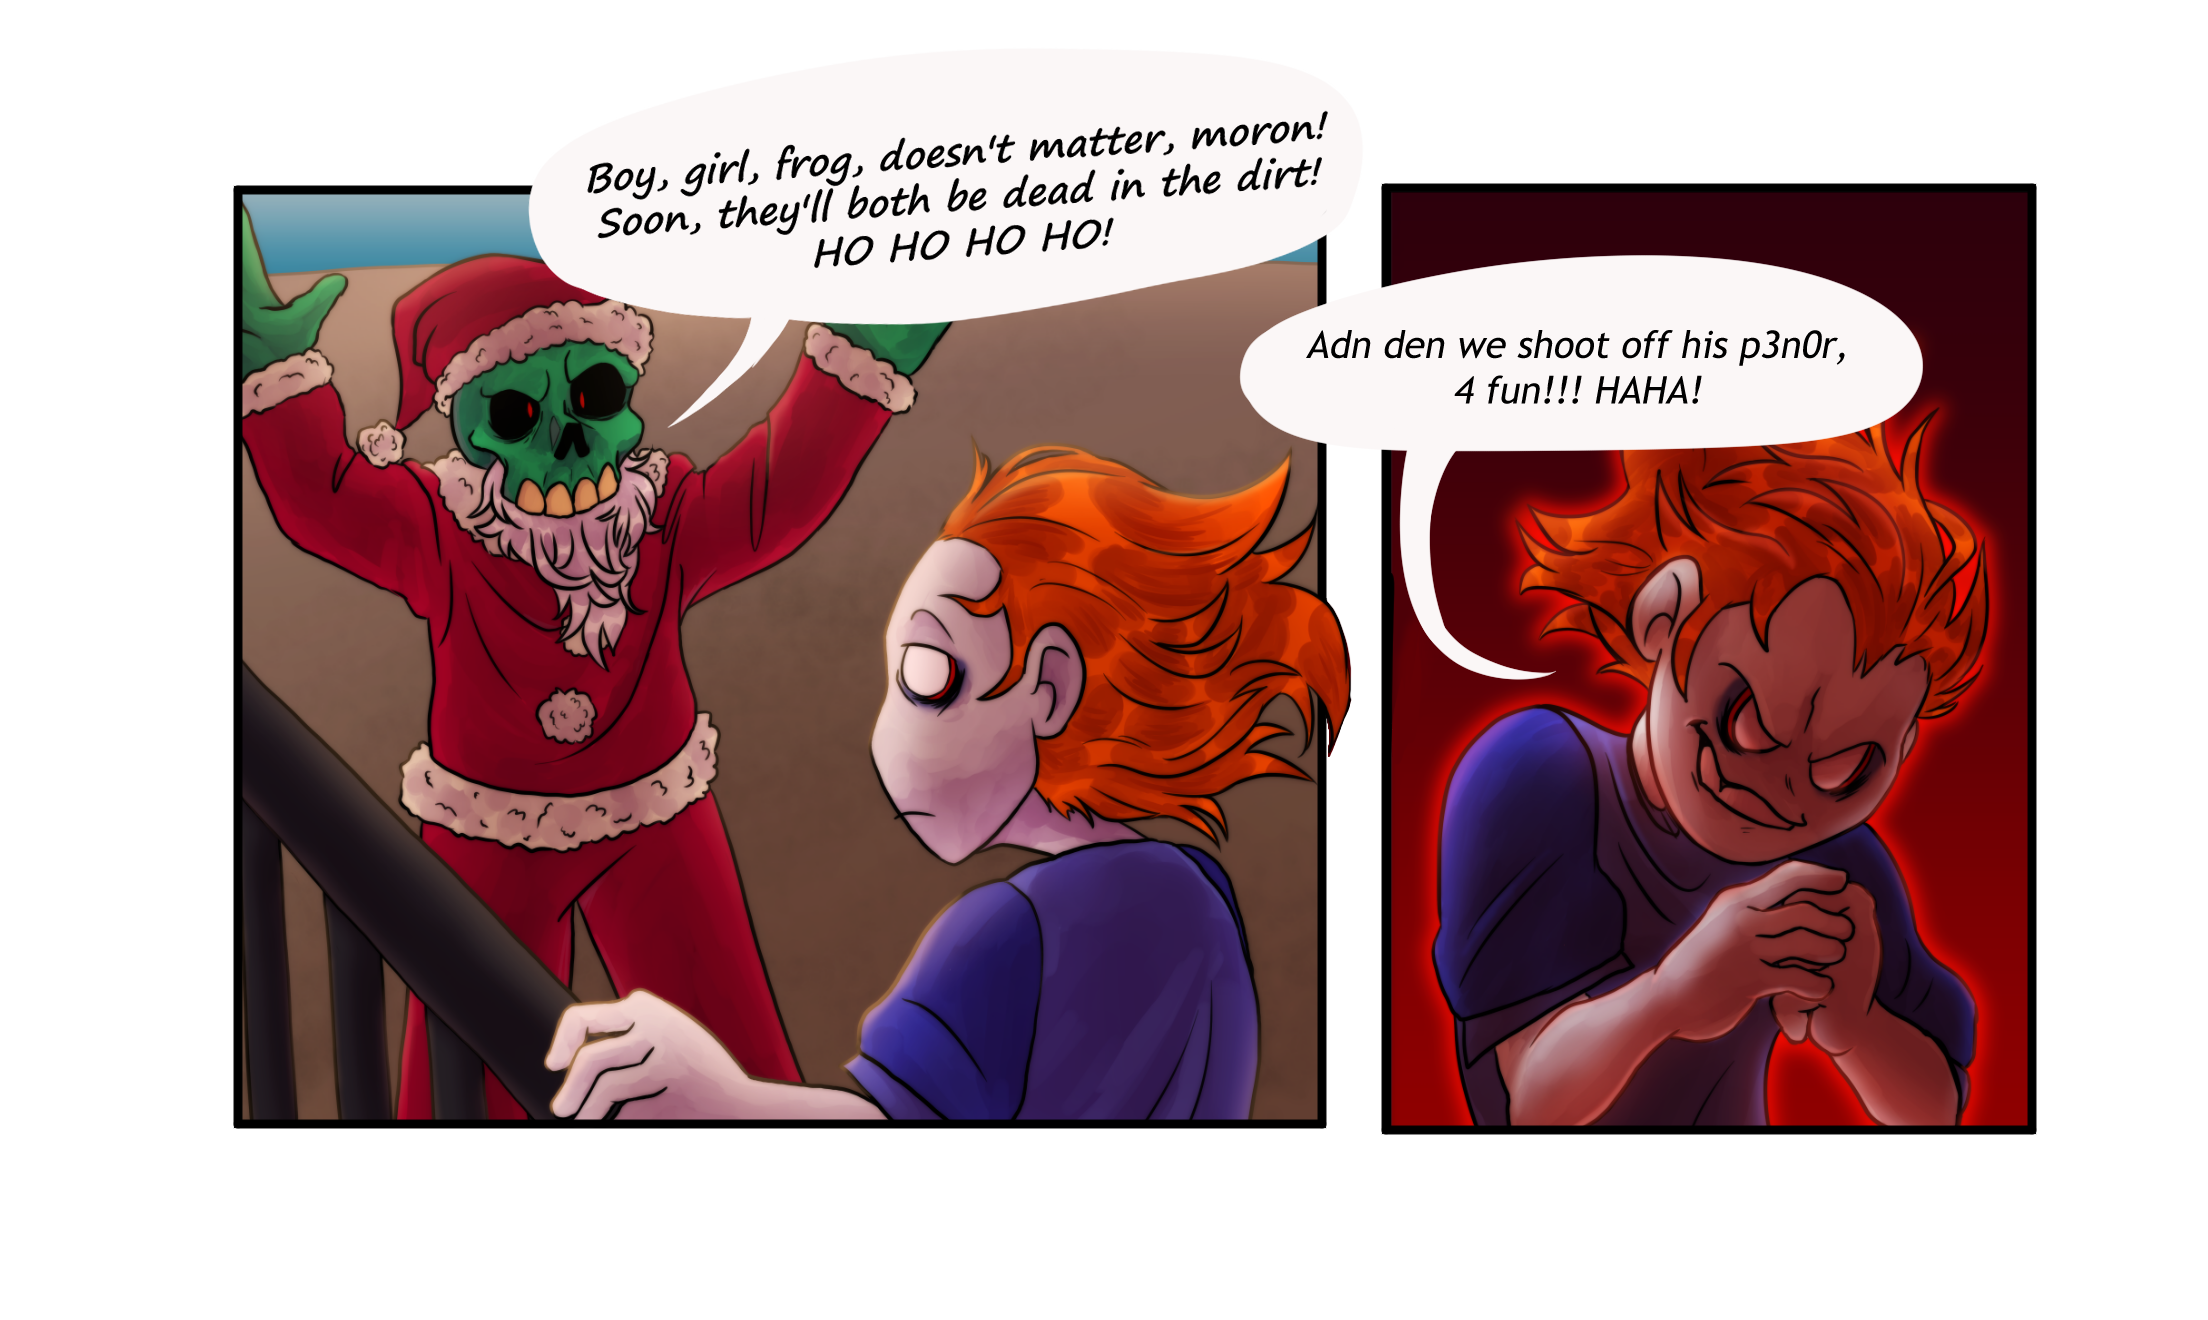 Boy, girl, frog, doesn't matter, moron!
Soon, they'll both be dead in the dirt!
HO HO HO HO!
Adn den we shoot off his p3n0r,
4 fun!!! HAHA!